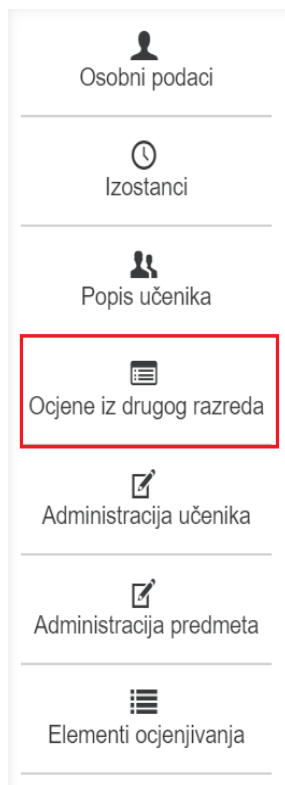 Osobni podaci
Izostanci
Popis učenika
Ocjene iz drugog razreda
Administracija učenika
Administracija predmeta
Elementi ocjenjivanja